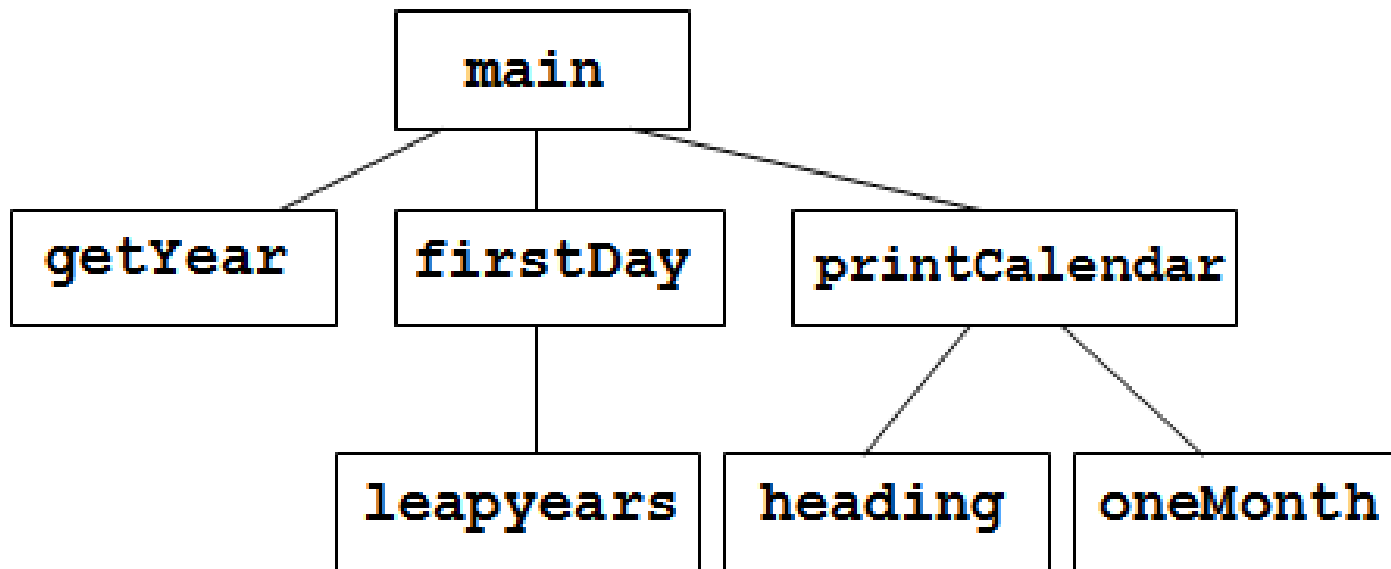 main
getYear
firstDay
printCalendar
leapyears
heading
oneMonth